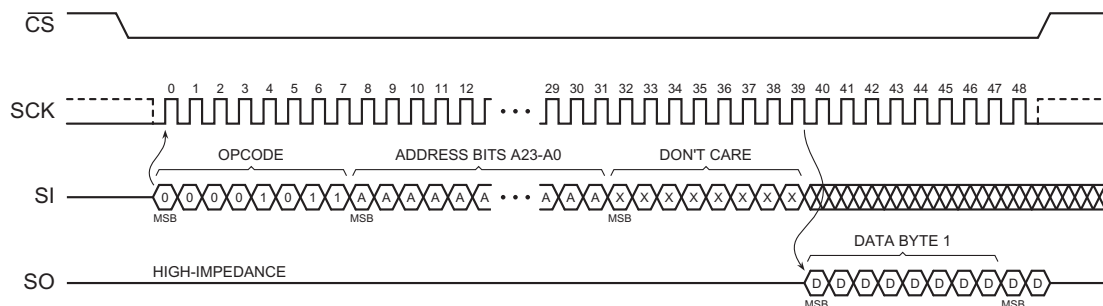 CS
SCK 0 1 2 3 4 5 6 7 8 9 10 11 12 • • • 29 30 31 32 33 34 35 36 37 38 39 40 41 42 43 44 45 46 47 48
OPCODE ADDRESS BITS A23-A0 DON'T CARE
SI 0 0 0 0 1 0 1 1 A A A A A A • • • A A A X X X X X X X X
MSB MSB MSB
DATA BYTE 1
SO HIGH-IMPEDANCE D D D D D D D D D D
MSB MSB